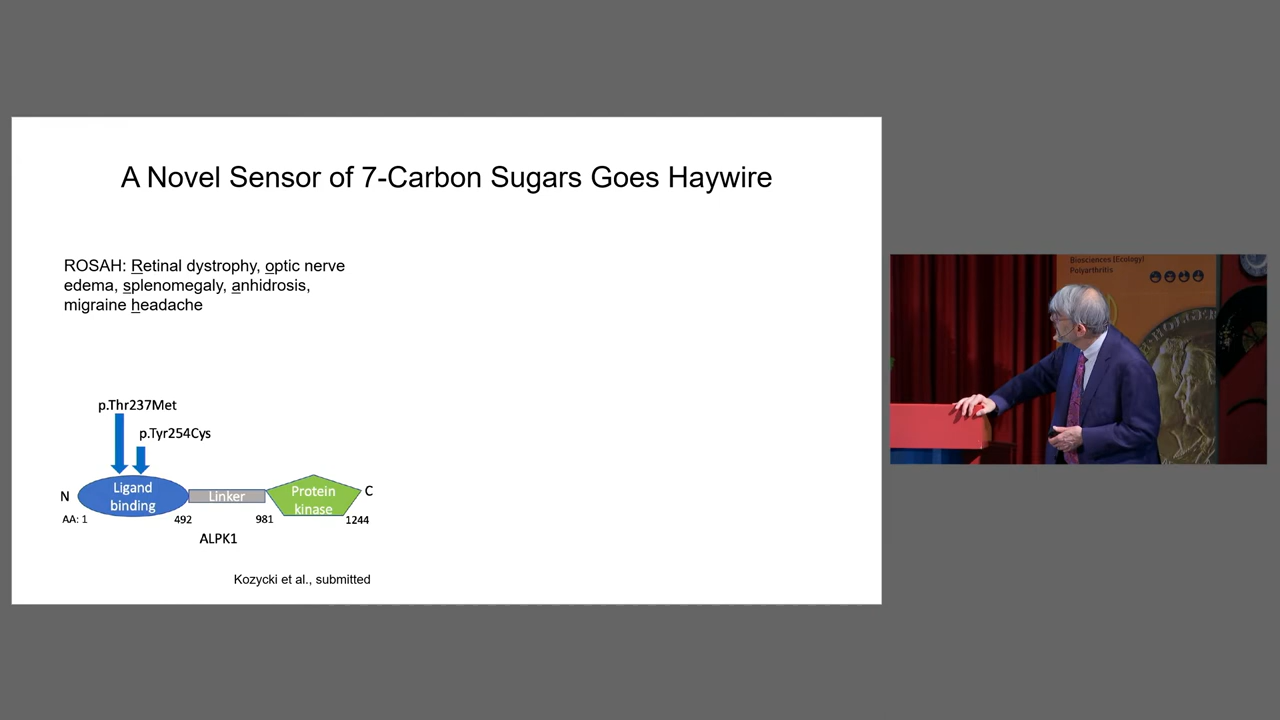 A Novel Sensor of 7-Carbon Sugars Goes Haywire
ROSAH: Retinal dystrophy, optic nerve
edema, splenomegaly, anhidrosis,
migraine headache
p.Thr237Met
p.Tyr254Cys
N
Ligand
binding
Linker
Protein
kinase
C
AA: 1
492
981
1244
ALPK1
Kozycki et al., submitted
Biosciences (Ecology)
Polyarthritis